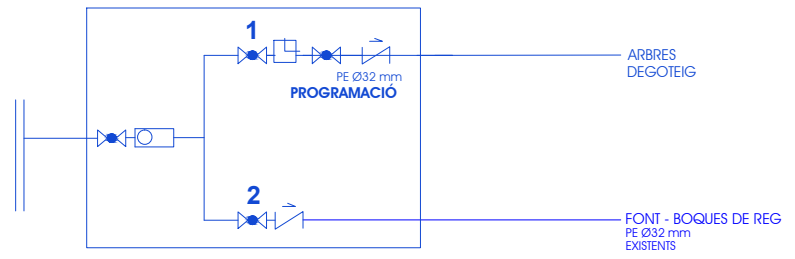 1
PE Ø32 mm
PROGRAMACIÓ
ARBRES
DEGOTEIG
2
FONT - BOQUES DE REG
PE Ø32 mm
EXISTENTS